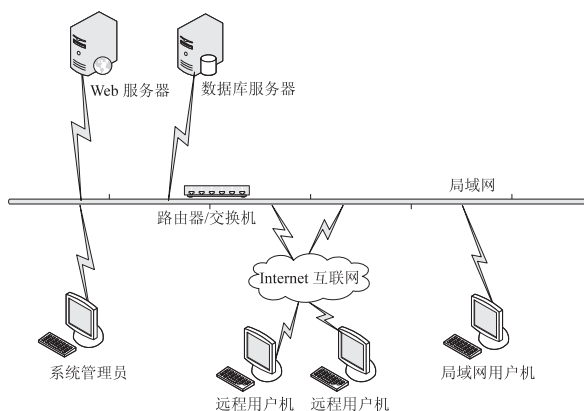 Web 服务器
数据库服务器
局域网
路由器/交换机
Internet 互联网
系统管理员
局域网用户机
远程用户机
远程用户机